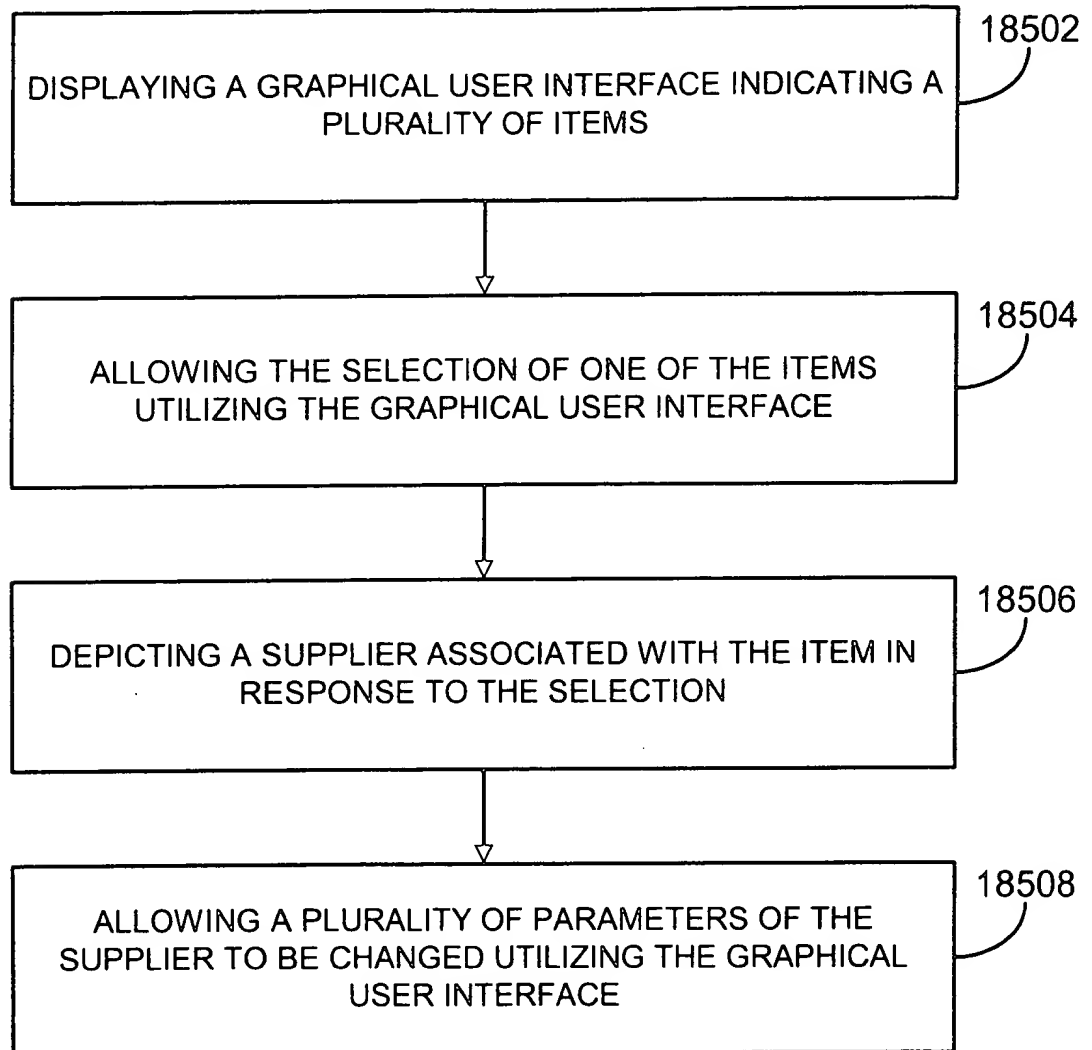 18502
DISPLAYING A GRAPHICAL USER INTERFACE INDICATING A
PLURALITY OF ITEMS
18504
ALLOWING THE SELECTION OF ONE OF THE ITEMS
UTILIZING THE GRAPHICAL USER INTERFACE
18506
DEPICTING A SUPPLIER ASSOCIATED WITH THE ITEM IN
RESPONSE TO THE SELECTION
18508
ALLOWING A PLURALITY OF PARAMETERS OF THE
SUPPLIER TO BE CHANGED UTILIZING THE GRAPHICAL
USER INTERFACE